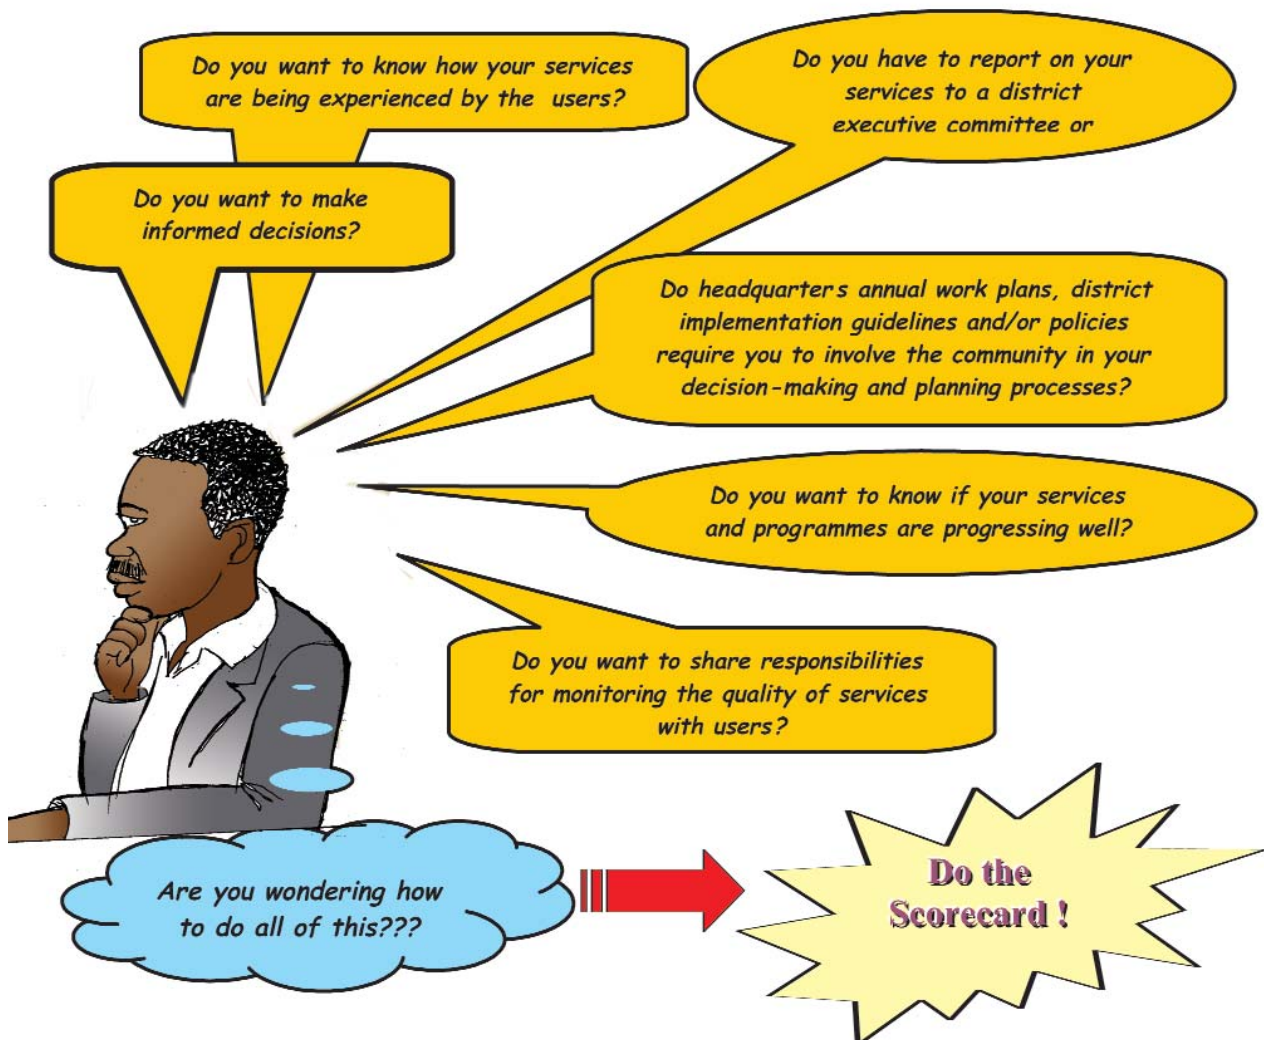 Do you want to know how your services
are being experienced by the users?
Do you have to report on your
services to a district
executive committee or
Do you want to make
informed decisions?
Do headquarter's annual work plans, district
implementation guidelines and/or policies
require you to involve the community in your
decision-making and planning processes?
Do you want to know if your services
and programmes are progressing well?
Do you want to share responsibilities
for monitoring the quality of services
with users?
Are you wondering how
to do all of this???
Do the
Scorecard !